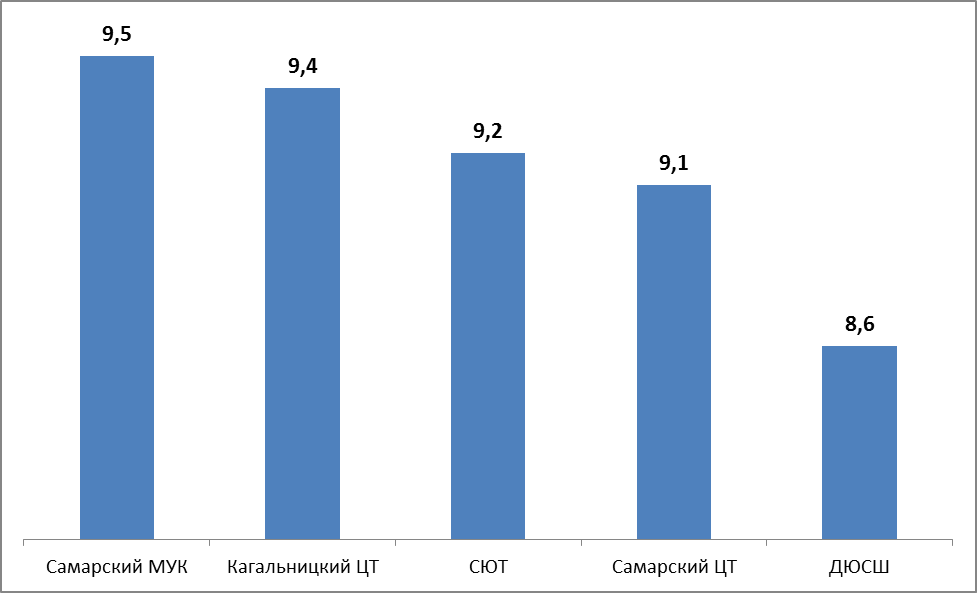 9,5
9,4
9,2
9,1
8,6
Самарский МУК
Кагальницкий ЦТ
СЮТ
Самарский ЦТ
ДЮСШ